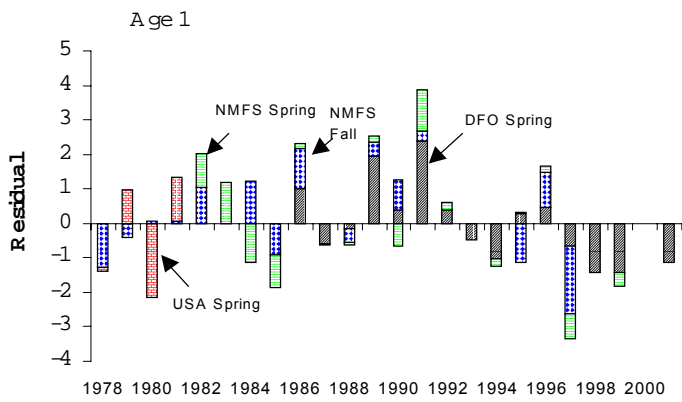 Age 1
5
4
3
2
1
0
-1
-2
-3
-4
Residual
NMFS Spring
NMFS
Fall
DFO Spring
USA Spring
1978 1980 1982 1984 1986 1988 1990 1992 1994 1996 1998 2000